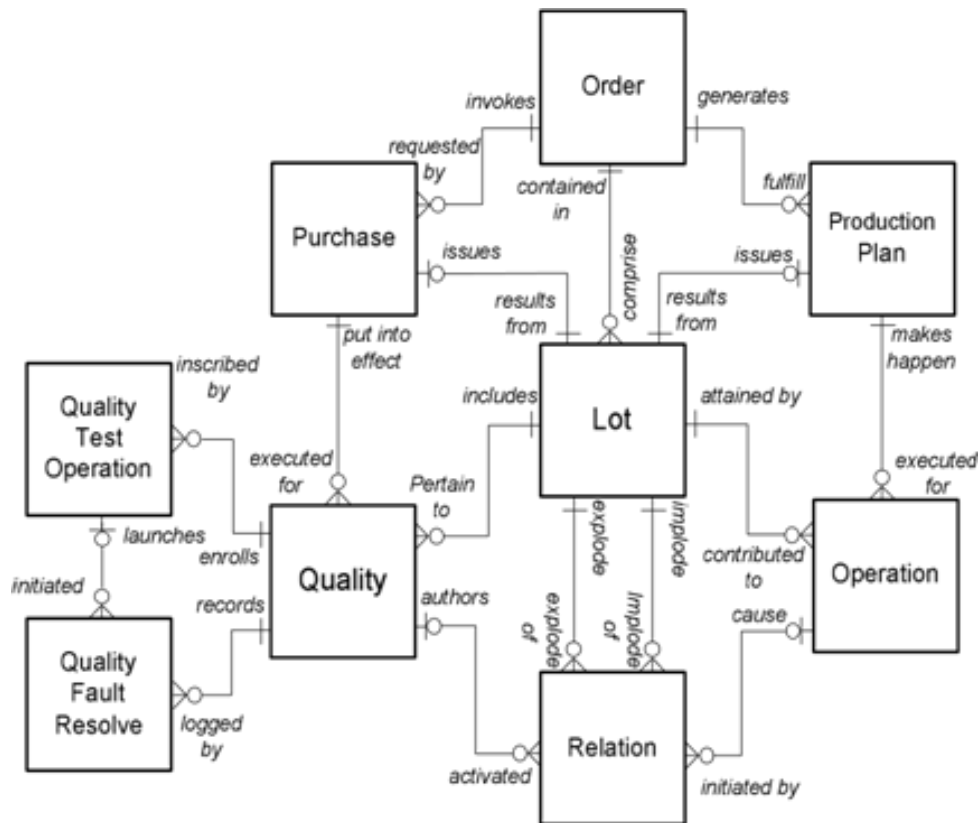 Order
invokes
generates
requested
by
contained
in
fulfill
Purchase
Production
Plan
issues
comprise
issues
results
from
results
from
put into
effect
makes
happen
inscribed
by
includes
Lot
attained by
Quality
Test
Operation
executed
for
Pertain
to
executed
for
launches
enrolls
explode
implode
contributed
to
Operation
initiated
records
Quality
authors
explode
of
Implode
of
cause
Quality
Fault
Resolve
logged
by
Relation
activated
initiated by